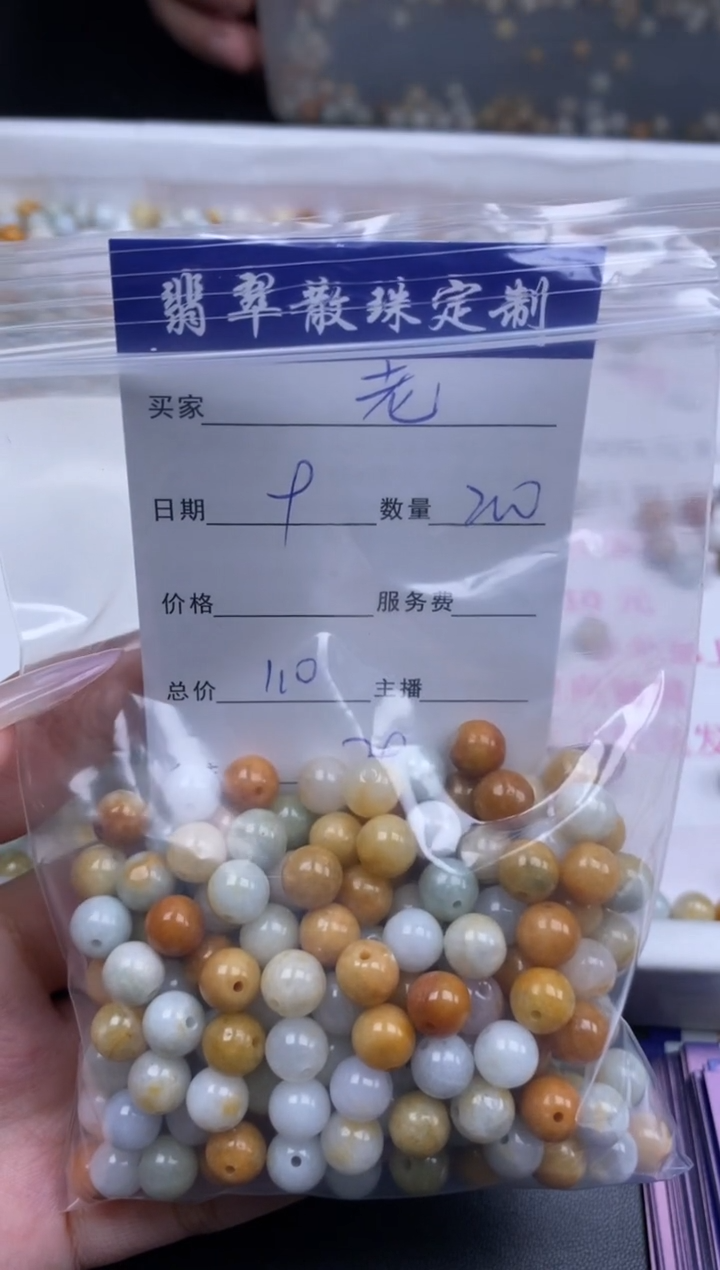 翡翠散珠定制
买家 老
日期 数量 200
价格 服务费
总价 110 主播